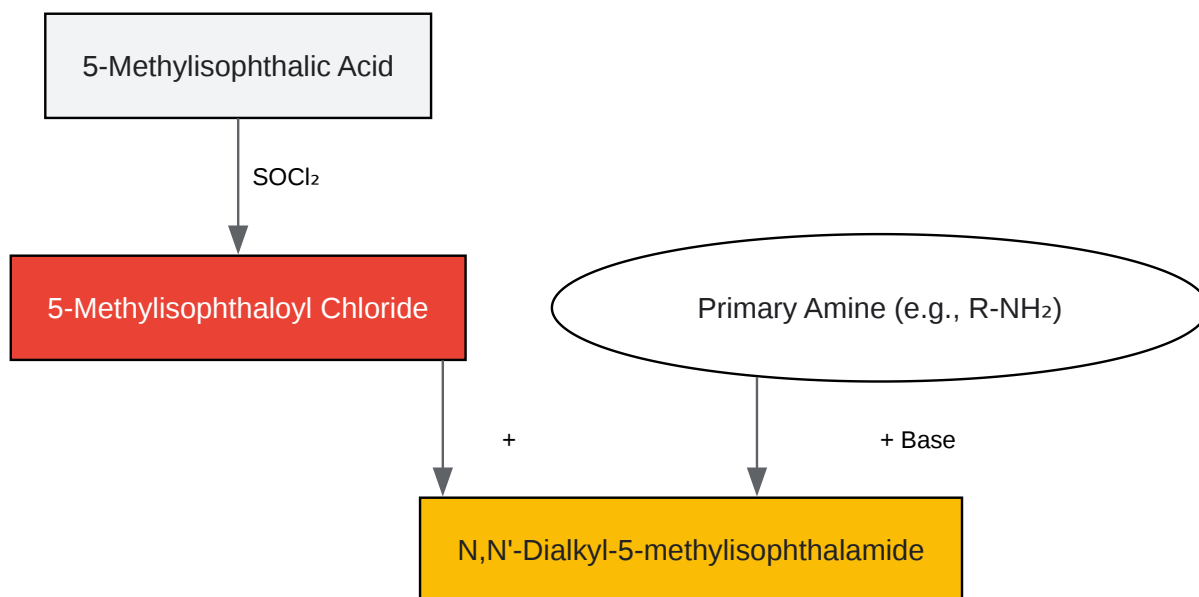 5-Methylisophthalic Acid
SOCl₂
5-Methylisophthaloyl Chloride
Primary Amine (e.g., R-NH₂)
+
+ Base
N,N'-Dialkyl-5-methylisophthalamide